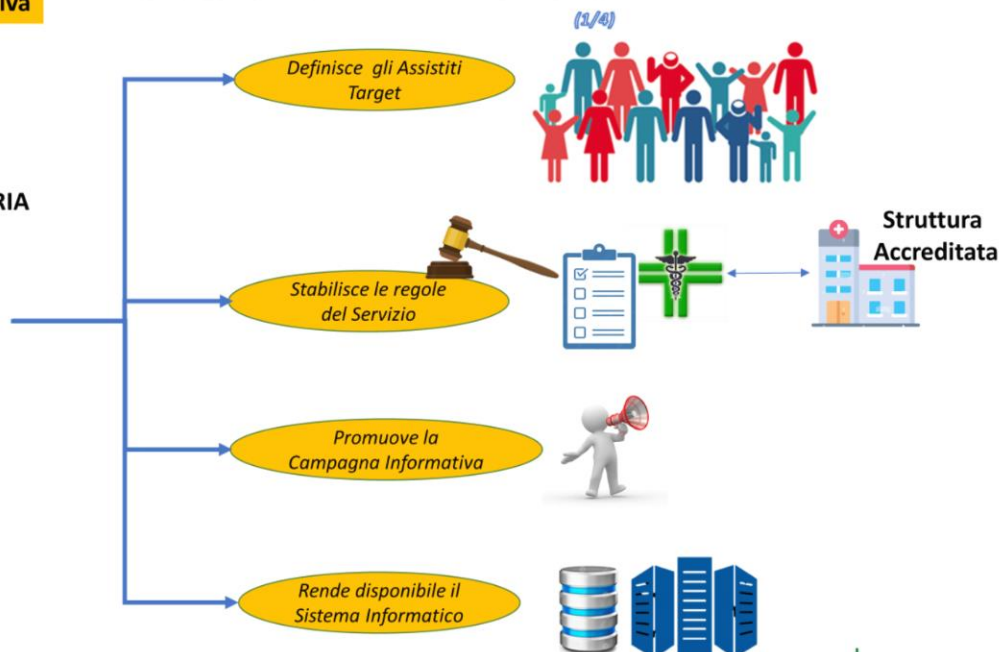 iva
(1/4)
Definisce gli Assistiti
Target
RIA
Struttura
Accreditata
Stabilisce le regole
del Servizio
Promuove la
Campagna Informativa
Rende disponibile il
Sistema Informatico